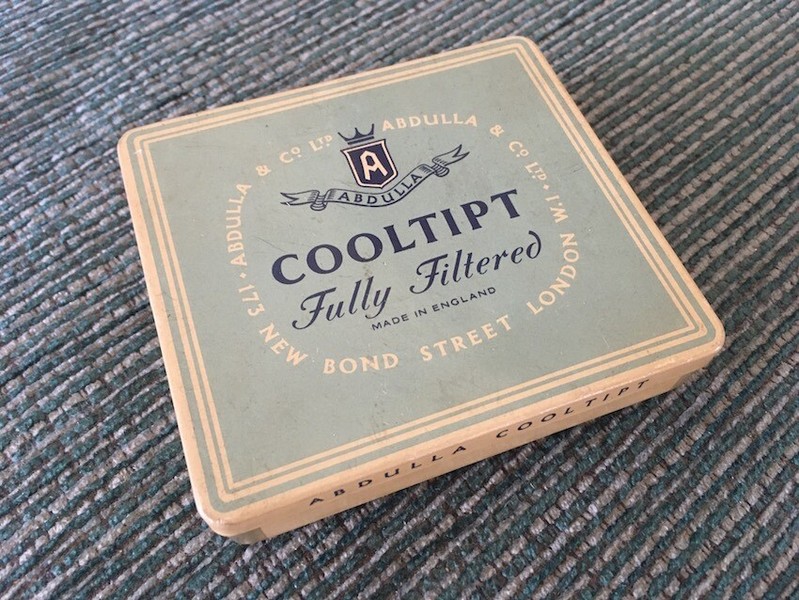 · ABDULLA & Cº LTD ABDULLA & Cº LTD ·
A
ABDULLA
COOLTIPT
Fully Filtered
MADE IN ENGLAND
173 NEW BOND STREET LONDON W.1
ABDULLA COOLTIPT